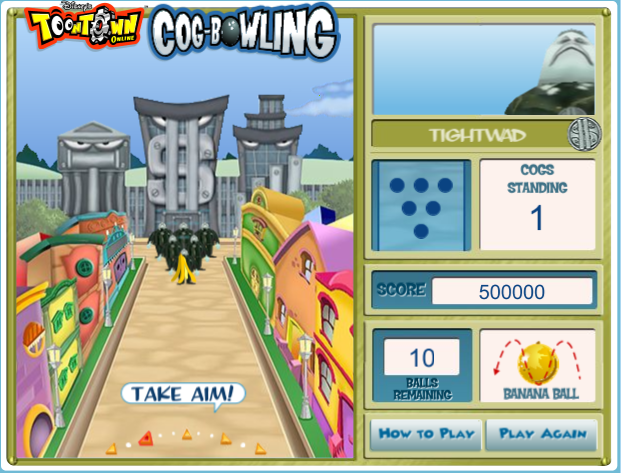 Disney's
TOONTOWN
ONLINE
COG-BOWLING
TIGHTWAD
COGS
STANDING
1
SCORE 500000
10
BALLS
REMAINING
BANANA BALL
TAKE AIM!
HOW TO PLAY
PLAY AGAIN